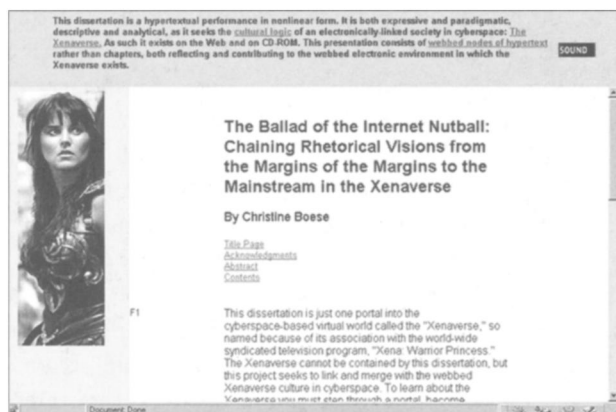 This dissertation is a hypertextual performance in nonlinear form. It is both expressive and paradigmatic,
descriptive and analytical, as it seeks the cultural logic of an electronically-linked society in cyberspace: The
Xenaverse. As such it exists on the Web and on CD-ROM. This presentation consists of webbed nodes of hypertext
rather than chapters, both reflecting and contributing to the webbed electronic environment in which the
Xenaverse exists.
SOUND
The Ballad of the Internet Nutball:
Chaining Rhetorical Visions from
the Margins of the Margins to the
Mainstream in the Xenaverse
By Christine Boese
Title Page
Acknowledgments
Abstract
Contents
F1
This dissertation is just one portal into the
cyberspace-based virtual world called the "Xenaverse," so
named because of its association with the world-wide
syndicated television program, "Xena: Warrior Princess."
The Xenaverse cannot be contained by this dissertation, but
this project seeks to link and merge with the webbed
Xenaverse culture in cyberspace. To learn about the
Xenaverse you must step through a portal, become
Document: Done